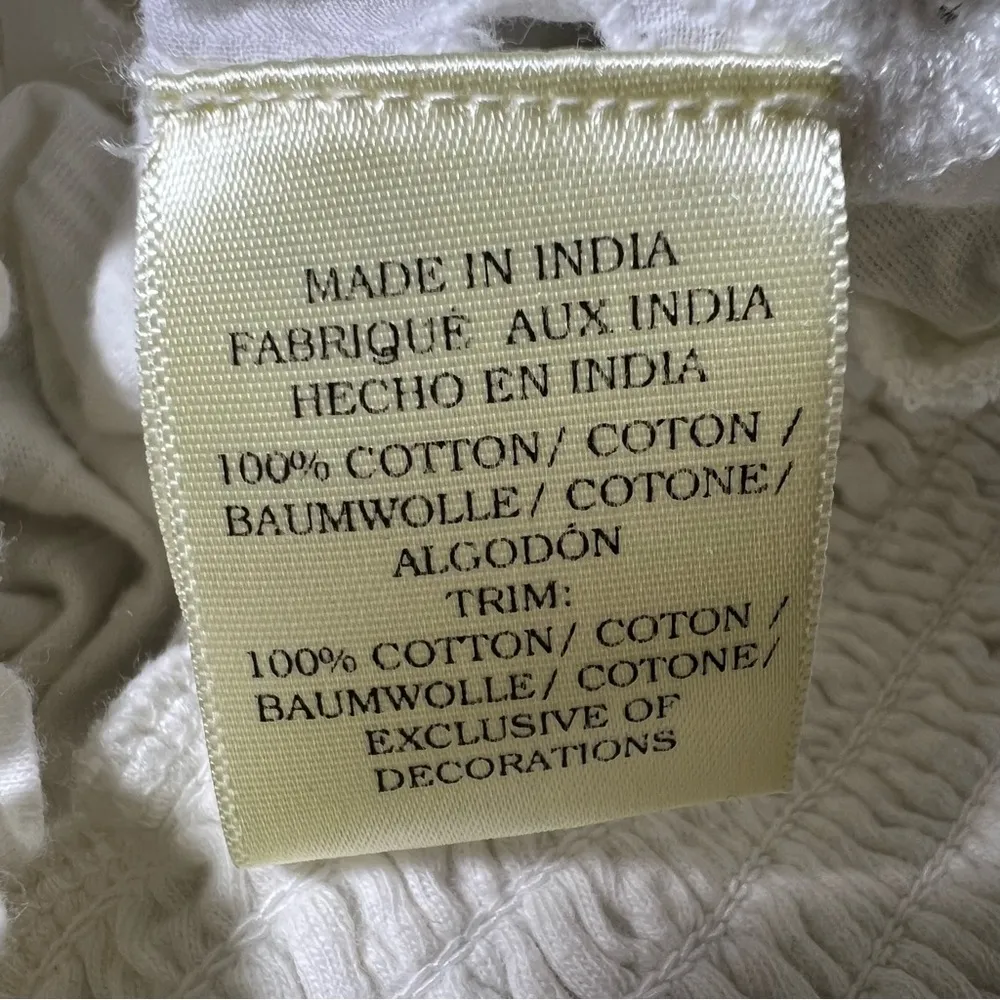 MADE IN INDIA
FABRIQUÉ AUX INDIA
HECHO EN INDIA
100% COTTON/ COTON /
BAUMWOLLE/ COTONE/
ALGODÓN
TRIM:
100% COTTON/ COTON /
BAUMWOLLE/ COTONE/
EXCLUSIVE OF
DECORATIONS